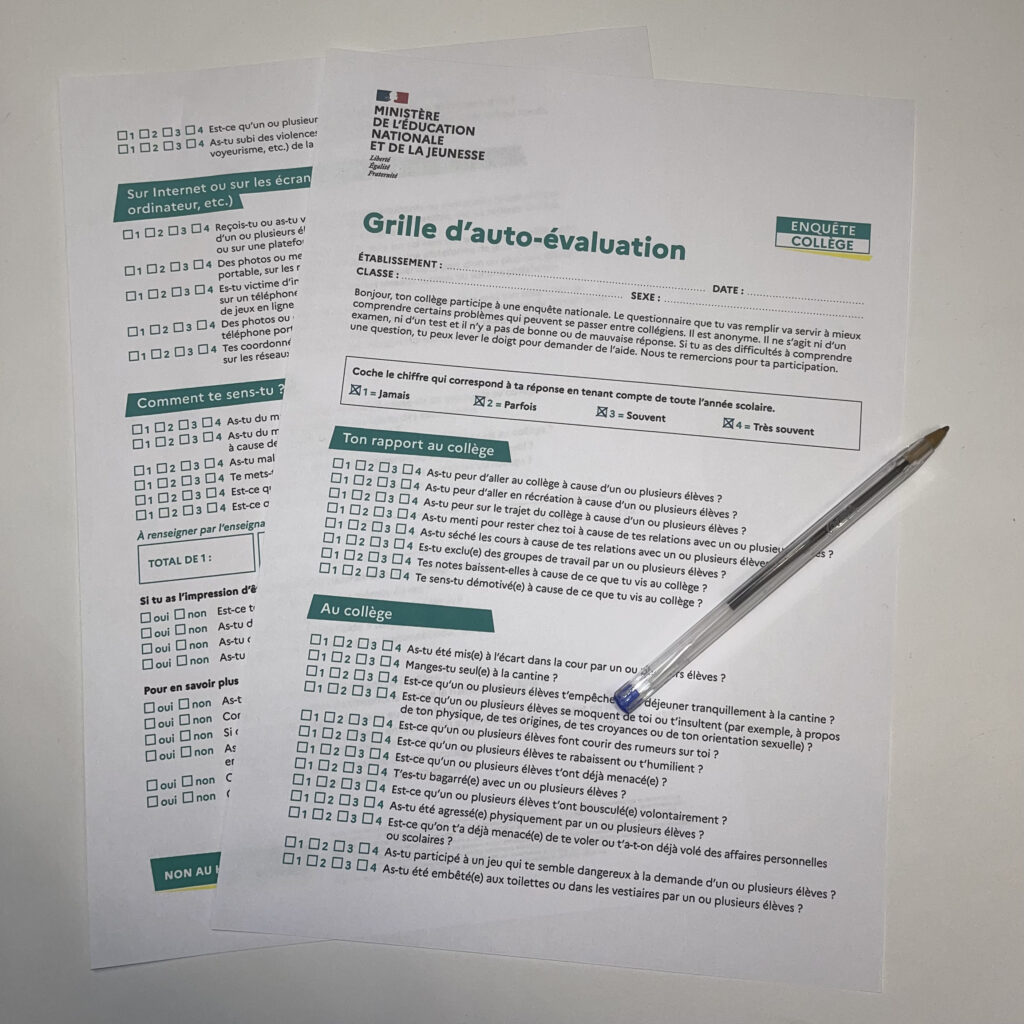 MINISTÈRE
DE L'ÉDUCATION
NATIONALE
ET DE LA JEUNESSE
Liberté
Égalité
Fraternité
Grille d'auto-évaluation
ENQUÊTE
COLLÈGE
ÉTABLISSEMENT : DATE :
CLASSE : SEXE :
Bonjour, ton collège participe à une enquête nationale. Le questionnaire que tu vas remplir va servir à mieux
comprendre certains problèmes qui peuvent se passer entre collégiens. Il est anonyme. Il ne s'agit ni d'un
examen, ni d'un test et il n'y a pas de bonne ou de mauvaise réponse. Si tu as des difficultés à comprendre
une question, tu peux lever le doigt pour demander de l'aide. Nous te remercions pour ta participation.
Coche le chiffre qui correspond à ta réponse en tenant compte de toute l'année scolaire.
☒ 1 = Jamais ☒ 2 = Parfois ☒ 3 = Souvent ☒ 4 = Très souvent
Ton rapport au collège
☐ 1 ☐ 2 ☐ 3 ☐ 4 As-tu peur d'aller au collège à cause d'un ou plusieurs élèves ?
☐ 1 ☐ 2 ☐ 3 ☐ 4 As-tu peur d'aller en récréation à cause d'un ou plusieurs élèves ?
☐ 1 ☐ 2 ☐ 3 ☐ 4 As-tu peur sur le trajet du collège à cause d'un ou plusieurs élèves ?
☐ 1 ☐ 2 ☐ 3 ☐ 4 As-tu menti pour rester chez toi à cause de tes relations avec un ou plusieu ?
☐ 1 ☐ 2 ☐ 3 ☐ 4 As-tu séché les cours à cause de tes relations avec un ou plusieurs élève ?
☐ 1 ☐ 2 ☐ 3 ☐ 4 Es-tu exclu(e) des groupes de travail par un ou plusieurs élèves ?
☐ 1 ☐ 2 ☐ 3 ☐ 4 Tes notes baissent-elles à cause de ce que tu vis au collège ?
☐ 1 ☐ 2 ☐ 3 ☐ 4 Te sens-tu démotivé(e) à cause de ce que tu vis au collège ?
Au collège
☐ 1 ☐ 2 ☐ 3 ☐ 4 As-tu été mis(e) à l'écart dans la cour par un ou rs élèves ?
☐ 1 ☐ 2 ☐ 3 ☐ 4 Manges-tu seul(e) à la cantine ?
☐ 1 ☐ 2 ☐ 3 ☐ 4 Est-ce qu'un ou plusieurs élèves t'empêche déjeuner tranquillement à la cantine ?
☐ 1 ☐ 2 ☐ 3 ☐ 4 Est-ce qu'un ou plusieurs élèves se moquent de toi ou t'insultent (par exemple, à propos
de ton physique, de tes origines, de tes croyances ou de ton orientation sexuelle) ?
☐ 1 ☐ 2 ☐ 3 ☐ 4 Est-ce qu'un ou plusieurs élèves font courir des rumeurs sur toi ?
☐ 1 ☐ 2 ☐ 3 ☐ 4 Est-ce qu'un ou plusieurs élèves te rabaissent ou t'humilient ?
☐ 1 ☐ 2 ☐ 3 ☐ 4 Est-ce qu'un ou plusieurs élèves t'ont déjà menacé(e) ?
☐ 1 ☐ 2 ☐ 3 ☐ 4 T'es-tu bagarré(e) avec un ou plusieurs élèves ?
☐ 1 ☐ 2 ☐ 3 ☐ 4 Est-ce qu'un ou plusieurs élèves t'ont bousculé(e) volontairement ?
☐ 1 ☐ 2 ☐ 3 ☐ 4 As-tu été agressé(e) physiquement par un ou plusieurs élèves ?
☐ 1 ☐ 2 ☐ 3 ☐ 4 Est-ce qu'on t'a déjà menacé(e) de te voler ou t'a-t-on déjà volé des affaires personnelles
ou scolaires ?
☐ 1 ☐ 2 ☐ 3 ☐ 4 As-tu participé à un jeu qui te semble dangereux à la demande d'un ou plusieurs élèves ?
☐ 1 ☐ 2 ☐ 3 ☐ 4 As-tu été embêté(e) aux toilettes ou dans les vestiaires par un ou plusieurs élèves ?
☐ 1 ☐ 2 ☐ 3 ☐ 4 Est-ce qu'un ou plusieur
☐ 1 ☐ 2 ☐ 3 ☐ 4 As-tu subi des violences
voyeurisme, etc.) de la
Sur Internet ou sur les écran
ordinateur, etc.)
☐ 1 ☐ 2 ☐ 3 ☐ 4 Reçois-tu ou as-tu v
d'un ou plusieurs él
ou sur une platefo
☐ 1 ☐ 2 ☐ 3 ☐ 4 Des photos ou me
portable, sur les r
☐ 1 ☐ 2 ☐ 3 ☐ 4 Es-tu victime d'in
sur un téléphone
de jeux en ligne
☐ 1 ☐ 2 ☐ 3 ☐ 4 Des photos ou
téléphone port
☐ 1 ☐ 2 ☐ 3 ☐ 4 Tes coordonné
sur les réseaux
Comment te sens-tu ?
☐ 1 ☐ 2 ☐ 3 ☐ 4 As-tu du m
☐ 1 ☐ 2 ☐ 3 ☐ 4 As-tu du m
à cause de
☐ 1 ☐ 2 ☐ 3 ☐ 4 As-tu mal
☐ 1 ☐ 2 ☐ 3 ☐ 4 Te mets-t
☐ 1 ☐ 2 ☐ 3 ☐ 4 Est-ce qu
☐ 1 ☐ 2 ☐ 3 ☐ 4 Est-ce q
À renseigner par l'enseigna
TOTAL DE 1 :
Si tu as l'impression d'ê
☐ oui ☐ non Est-ce t
☐ oui ☐ non As-tu d
☐ oui ☐ non As-tu
☐ oui ☐ non As-tu
Pour en savoir plus
☐ oui ☐ non As-t
☐ oui ☐ non Cor
☐ oui ☐ non Si
☐ oui ☐ non As
er
☐ oui ☐ non
☐ oui ☐ non
NON AU